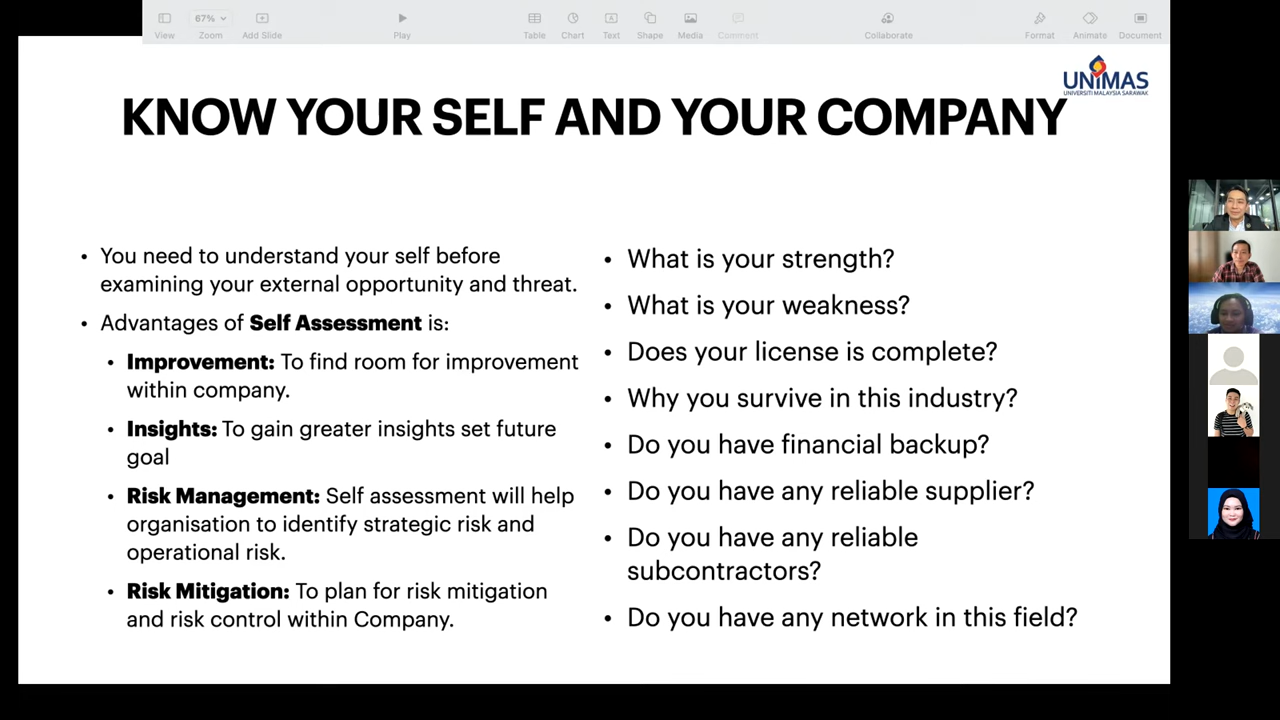 View
67%
Zoom
Add Slide
Play
Table
Chart
Text
Shape
Media
Comment
Collaborate
Format
Animate
Document
UNIMAS
UNIVERSITI MALAYSIA SARAWAK
KNOW YOUR SELF AND YOUR COMPANY
• You need to understand your self before
examining your external opportunity and threat.
• Advantages of Self Assessment is:
• Improvement: To find room for improvement
within company.
• Insights: To gain greater insights set future
goal
• Risk Management: Self assessment will help
organisation to identify strategic risk and
operational risk.
• Risk Mitigation: To plan for risk mitigation
and risk control within Company.
• What is your strength?
• What is your weakness?
• Does your license is complete?
• Why you survive in this industry?
• Do you have financial backup?
• Do you have any reliable supplier?
• Do you have any reliable
subcontractors?
• Do you have any network in this field?